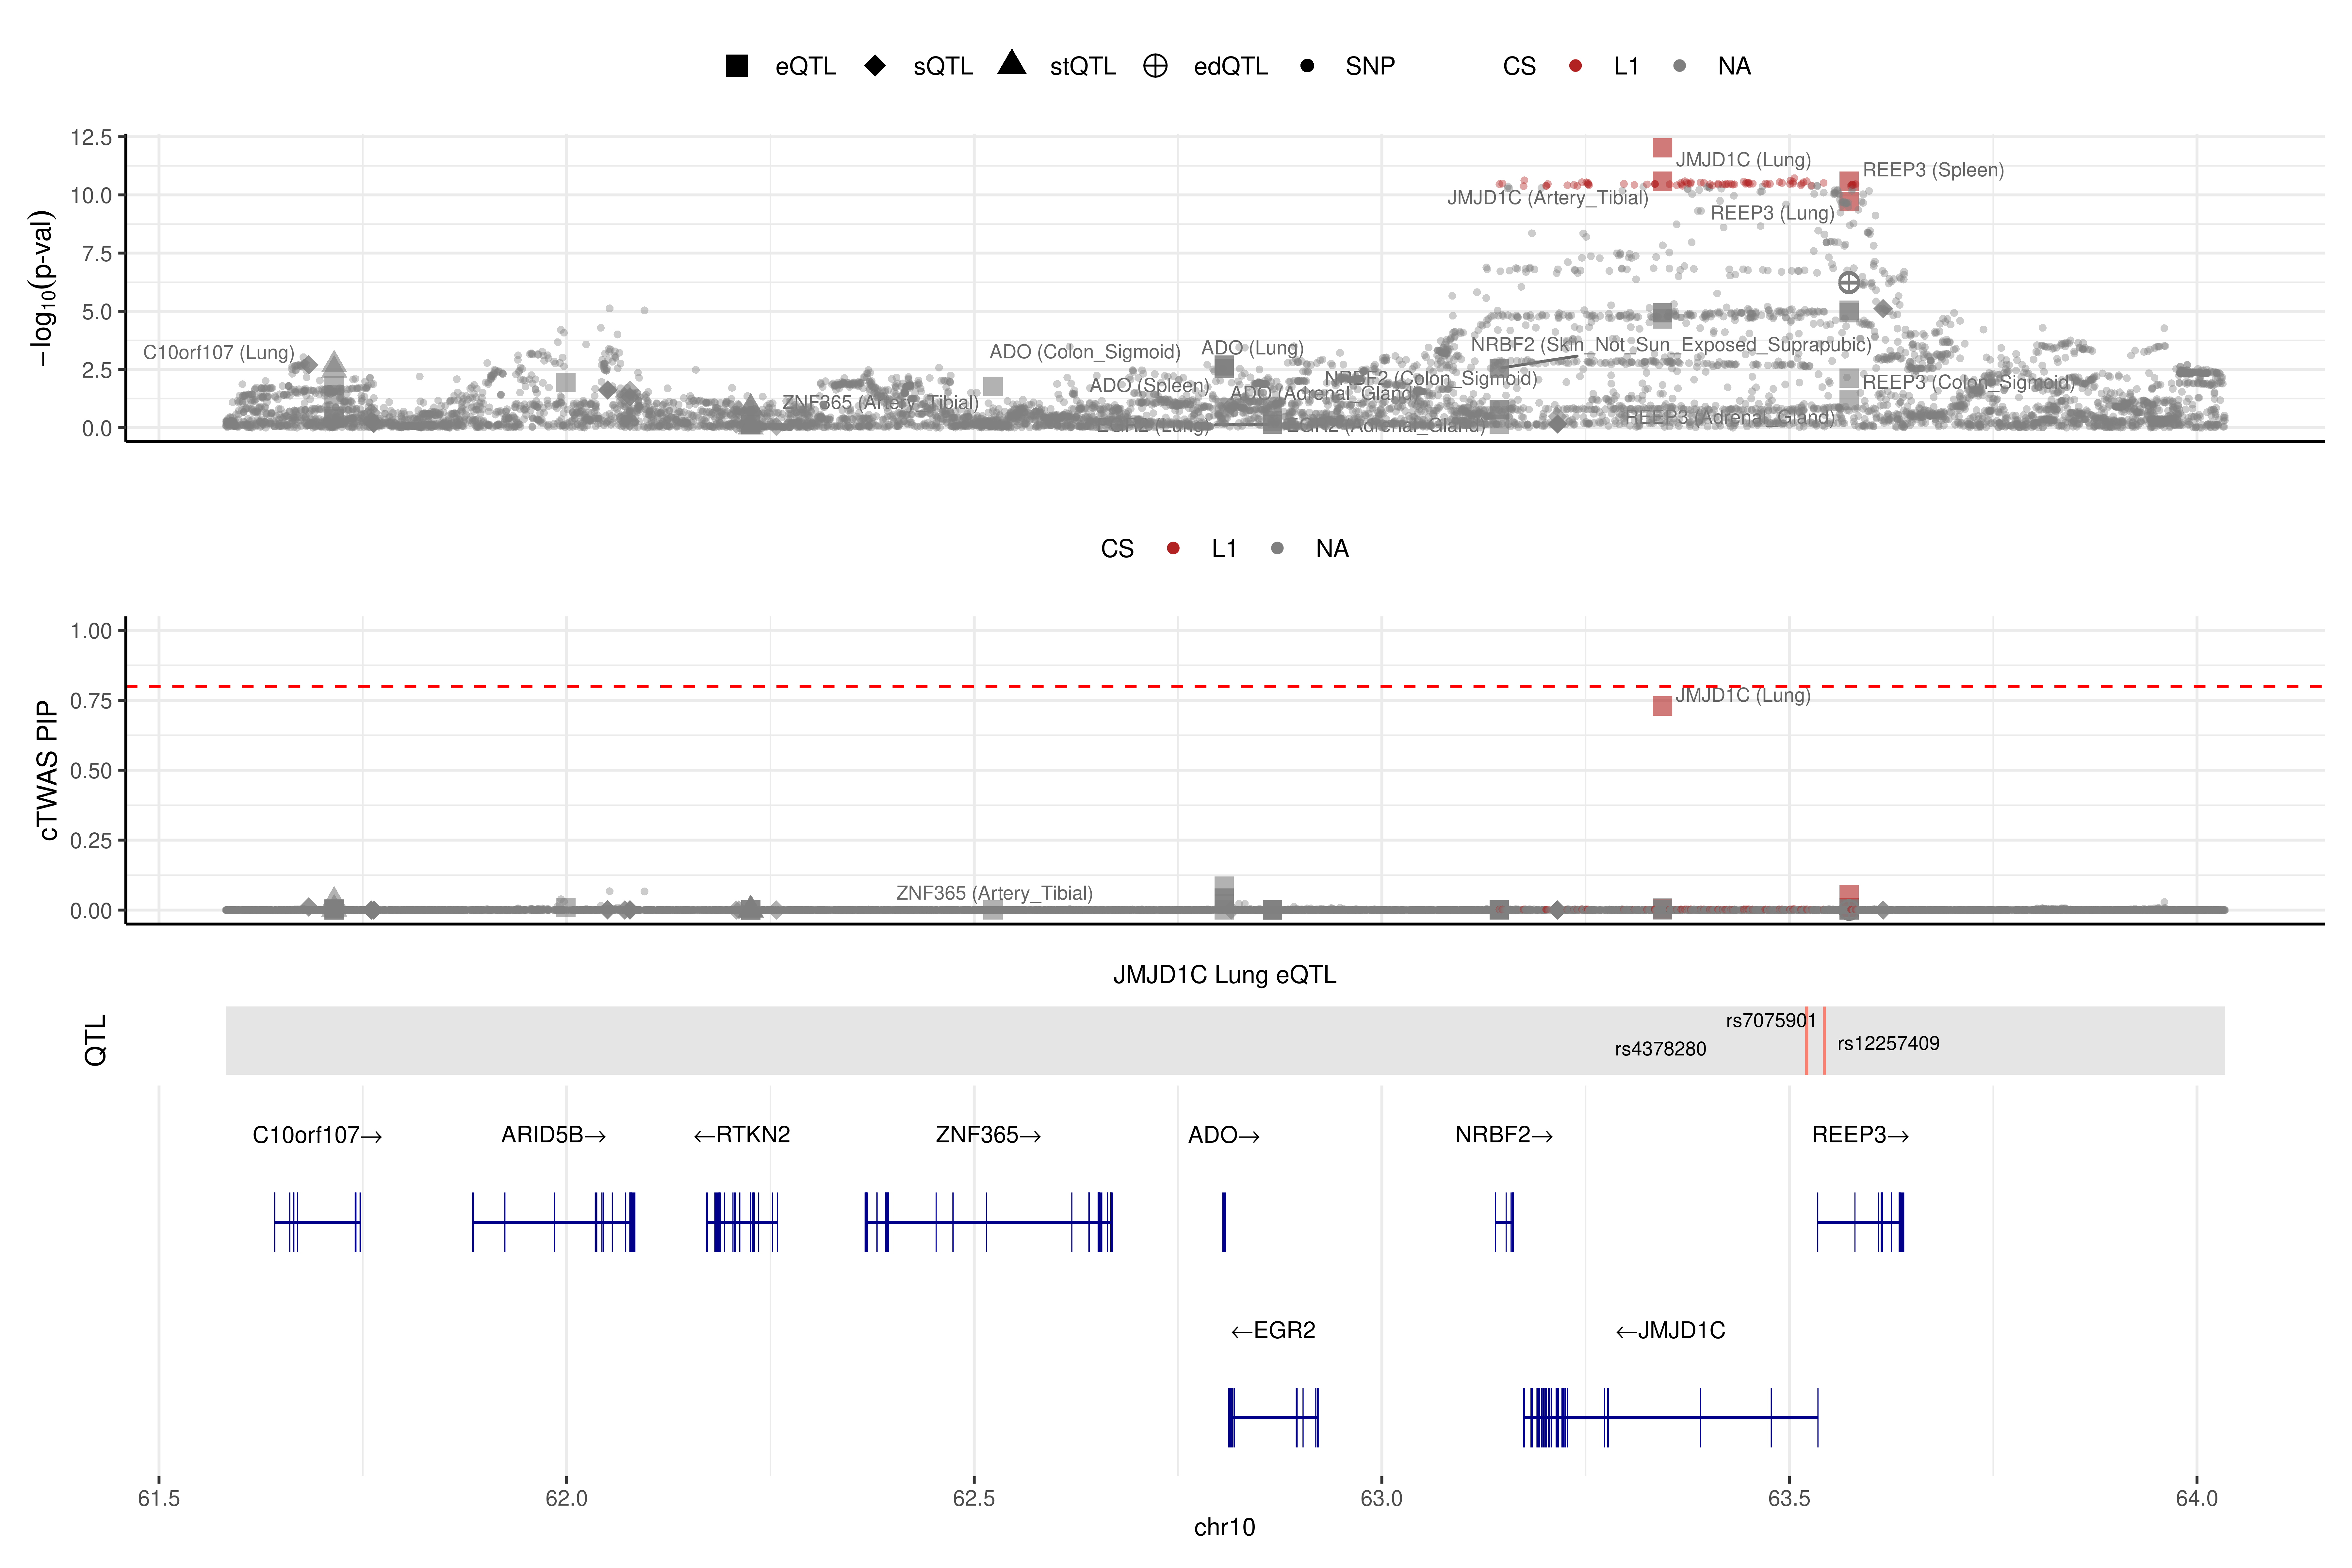 eQTL sQTL stQTL edQTL SNP CS L1 NA
−log10(p-val)
12.5
10.0
7.5
5.0
2.5
0.0
JMJD1C (Lung)
REEP3 (Spleen)
JMJD1C (Artery_Tibial)
REEP3 (Lung)
C10orf107 (Lung)
ADO (Colon_Sigmoid)
ADO (Lung)
NRBF2 (Skin_Not_Sun_Exposed_Suprapubic)
ADO (Spleen)
NRBF2 (Colon_Sigmoid)
REEP3 (Colon_Sigmoid)
ADO (Adrenal_Gland)
ZNF365 (Artery_Tibial)
REEP3 (Adrenal_Gland)
EGR2 (Lung)
EGR2 (Adrenal_Gland)
CS L1 NA
cTWAS PIP
1.00
0.75
0.50
0.25
0.00
JMJD1C (Lung)
ZNF365 (Artery_Tibial)
JMJD1C Lung eQTL
QTL
rs7075901
rs4378280
rs12257409
C10orf107→ ARID5B→ ←RTKN2 ZNF365→ ADO→ NRBF2→ REEP3→
←EGR2 ←JMJD1C
61.5 62.0 62.5 63.0 63.5 64.0
chr10